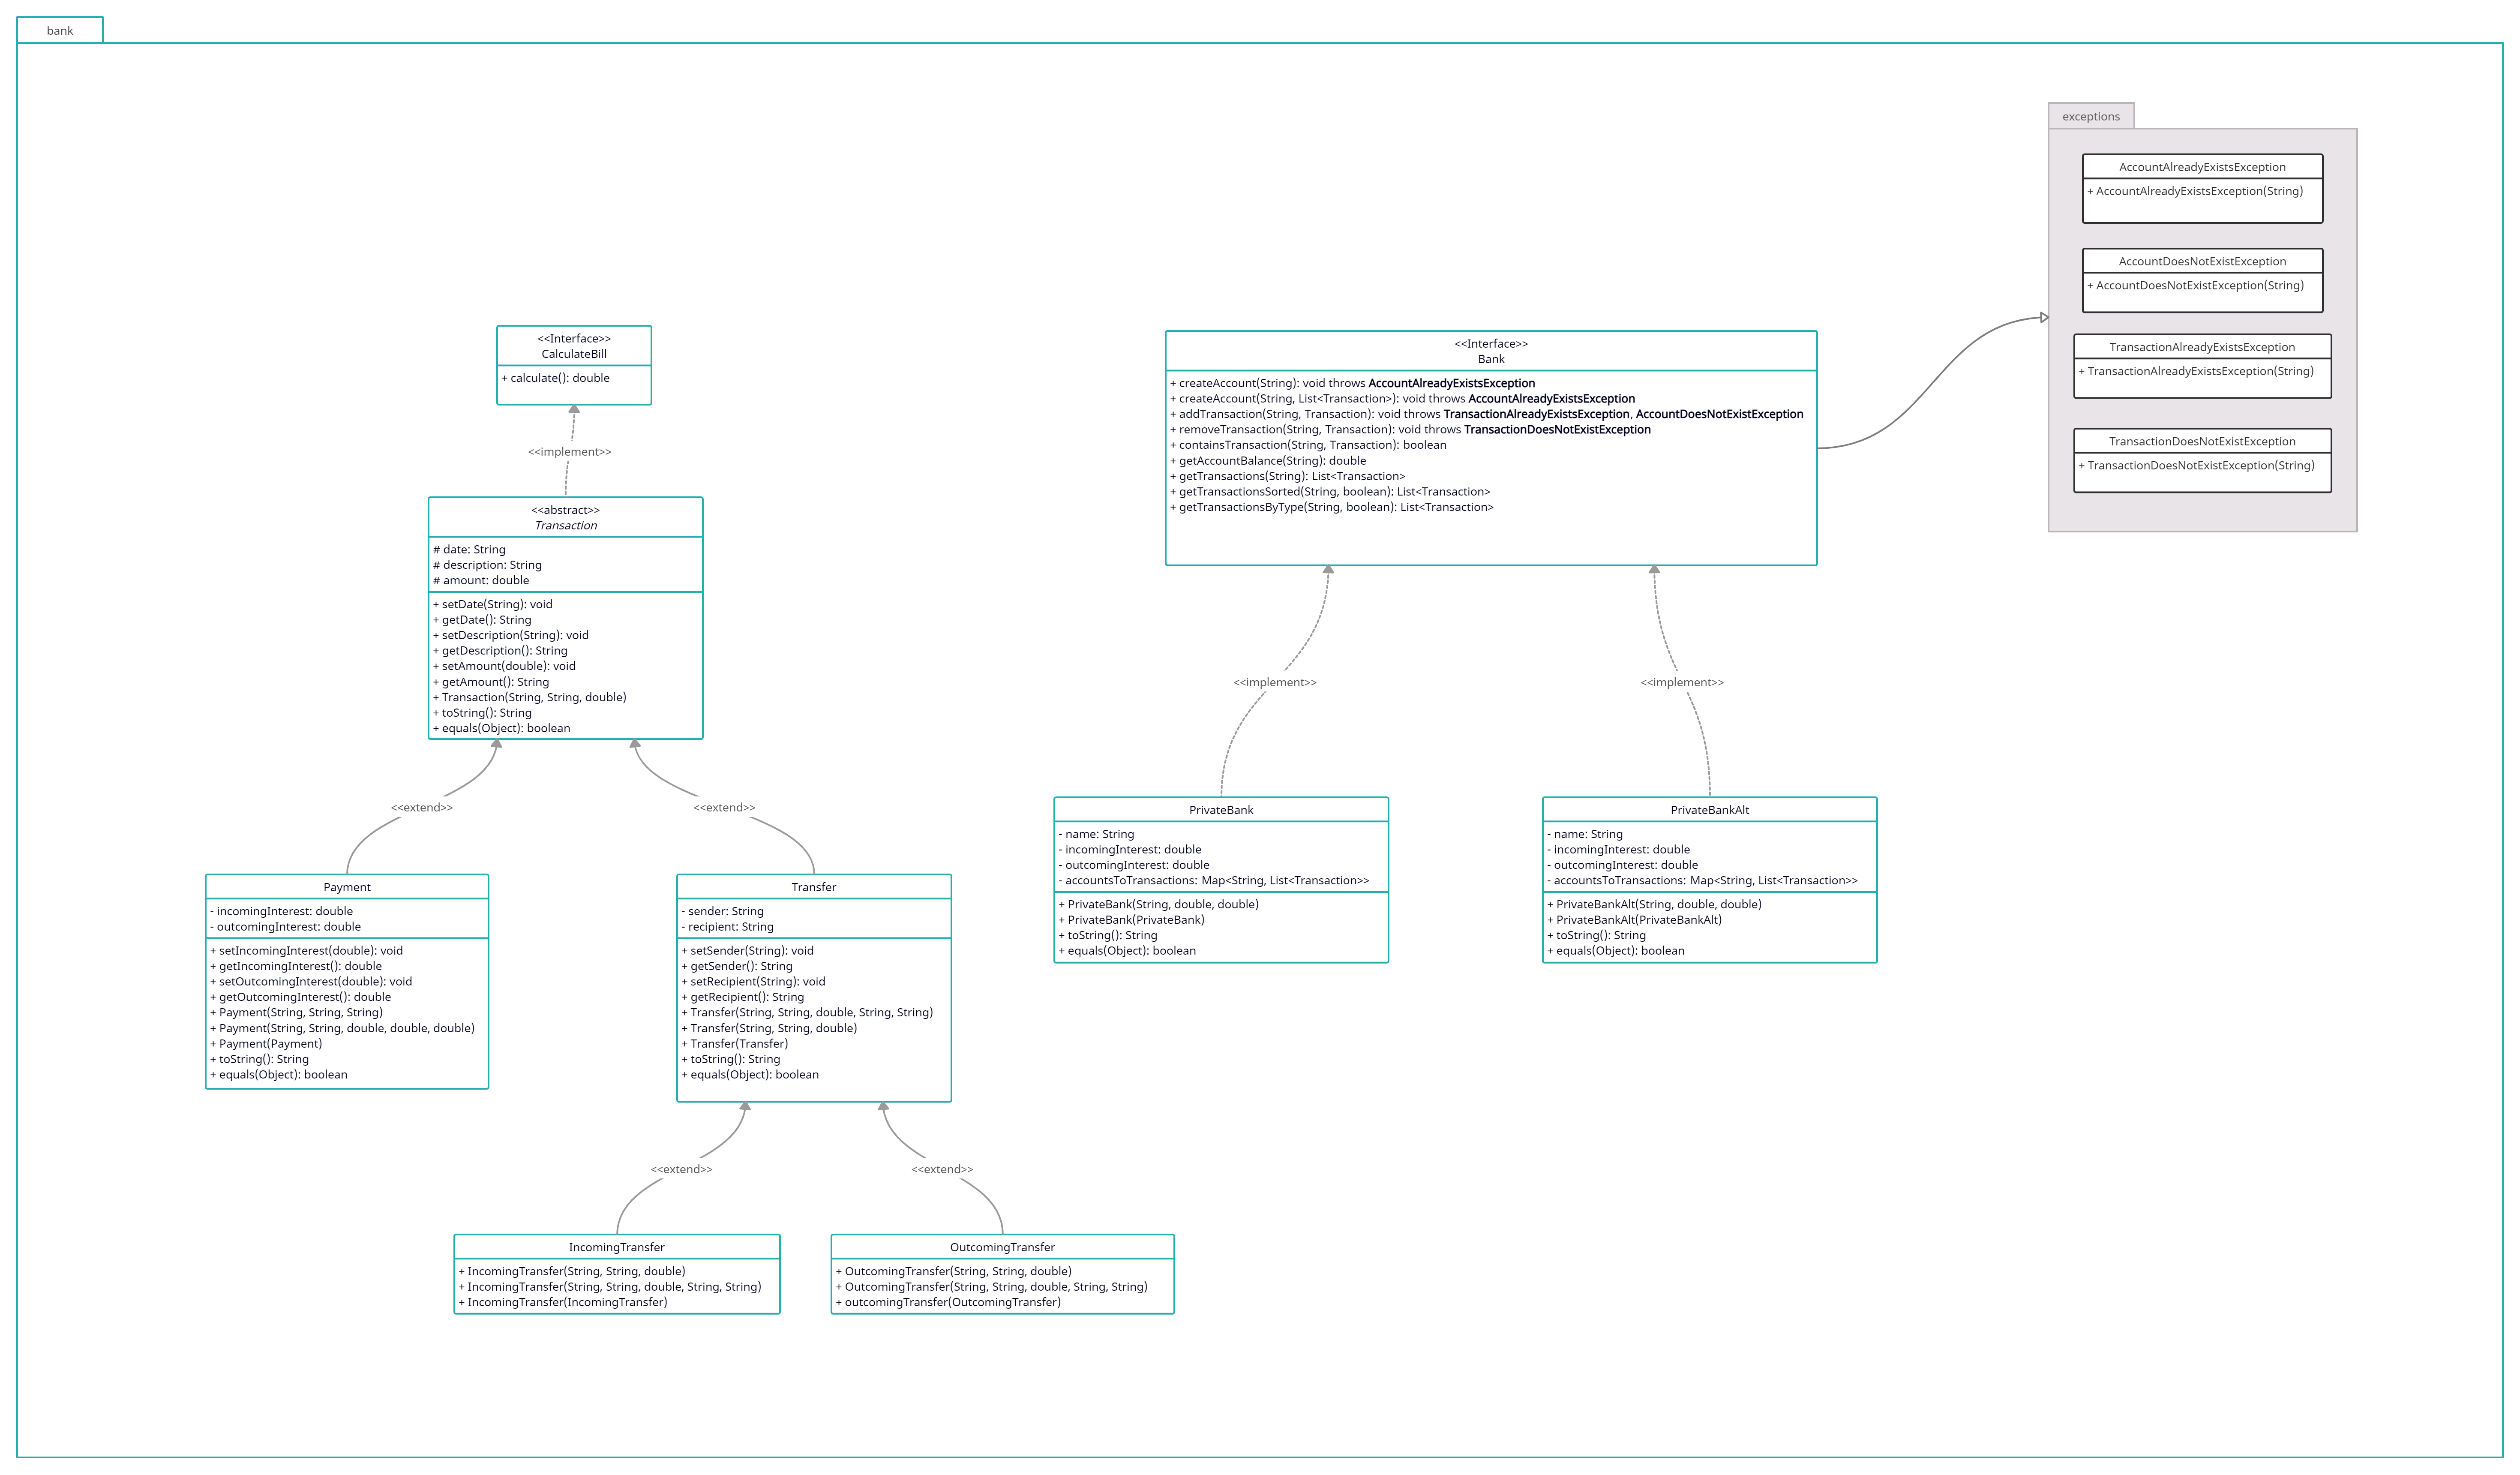 bank
exceptions
AccountAlreadyExistsException
+ AccountAlreadyExistsException(String)
AccountDoesNotExistException
+ AccountDoesNotExistException(String)
TransactionAlreadyExistsException
+ TransactionAlreadyExistsException(String)
TransactionDoesNotExistException
+ TransactionDoesNotExistException(String)
<<Interface>>
CalculateBill
+ calculate(): double
<<implement>>
<<Interface>>
Bank
+ createAccount(String): void throws AccountAlreadyExistsException
+ createAccount(String, List<Transaction>): void throws AccountAlreadyExistsException
+ addTransaction(String, Transaction): void throws TransactionAlreadyExistsException, AccountDoesNotExistException
+ removeTransaction(String, Transaction): void throws TransactionDoesNotExistException
+ containsTransaction(String, Transaction): boolean
+ getAccountBalance(String): double
+ getTransactions(String): List<Transaction>
+ getTransactionsSorted(String, boolean): List<Transaction>
+ getTransactionsByType(String, boolean): List<Transaction>
<<abstract>>
Transaction
# date: String
# description: String
# amount: double
+ setDate(String): void
+ getDate(): String
+ setDescription(String): void
+ getDescription(): String
+ setAmount(double): void
+ getAmount(): String
+ Transaction(String, String, double)
+ toString(): String
+ equals(Object): boolean
<<implement>>
<<implement>>
<<extend>>
<<extend>>
PrivateBank
- name: String
- incomingInterest: double
- outcomingInterest: double
- accountsToTransactions: Map<String, List<Transaction>>
+ PrivateBank(String, double, double)
+ PrivateBank(PrivateBank)
+ toString(): String
+ equals(Object): boolean
PrivateBankAlt
- name: String
- incomingInterest: double
- outcomingInterest: double
- accountsToTransactions: Map<String, List<Transaction>>
+ PrivateBankAlt(String, double, double)
+ PrivateBankAlt(PrivateBankAlt)
+ toString(): String
+ equals(Object): boolean
Payment
- incomingInterest: double
- outcomingInterest: double
+ setIncomingInterest(double): void
+ getIncomingInterest(): double
+ setOutcomingInterest(double): void
+ getOutcomingInterest(): double
+ Payment(String, String, String)
+ Payment(String, String, double, double, double)
+ Payment(Payment)
+ toString(): String
+ equals(Object): boolean
Transfer
- sender: String
- recipient: String
+ setSender(String): void
+ getSender(): String
+ setRecipient(String): void
+ getRecipient(): String
+ Transfer(String, String, double, String, String)
+ Transfer(String, String, double)
+ Transfer(Transfer)
+ toString(): String
+ equals(Object): boolean
<<extend>>
<<extend>>
IncomingTransfer
+ IncomingTransfer(String, String, double)
+ IncomingTransfer(String, String, double, String, String)
+ IncomingTransfer(IncomingTransfer)
OutcomingTransfer
+ OutcomingTransfer(String, String, double)
+ OutcomingTransfer(String, String, double, String, String)
+ outcomingTransfer(OutcomingTransfer)